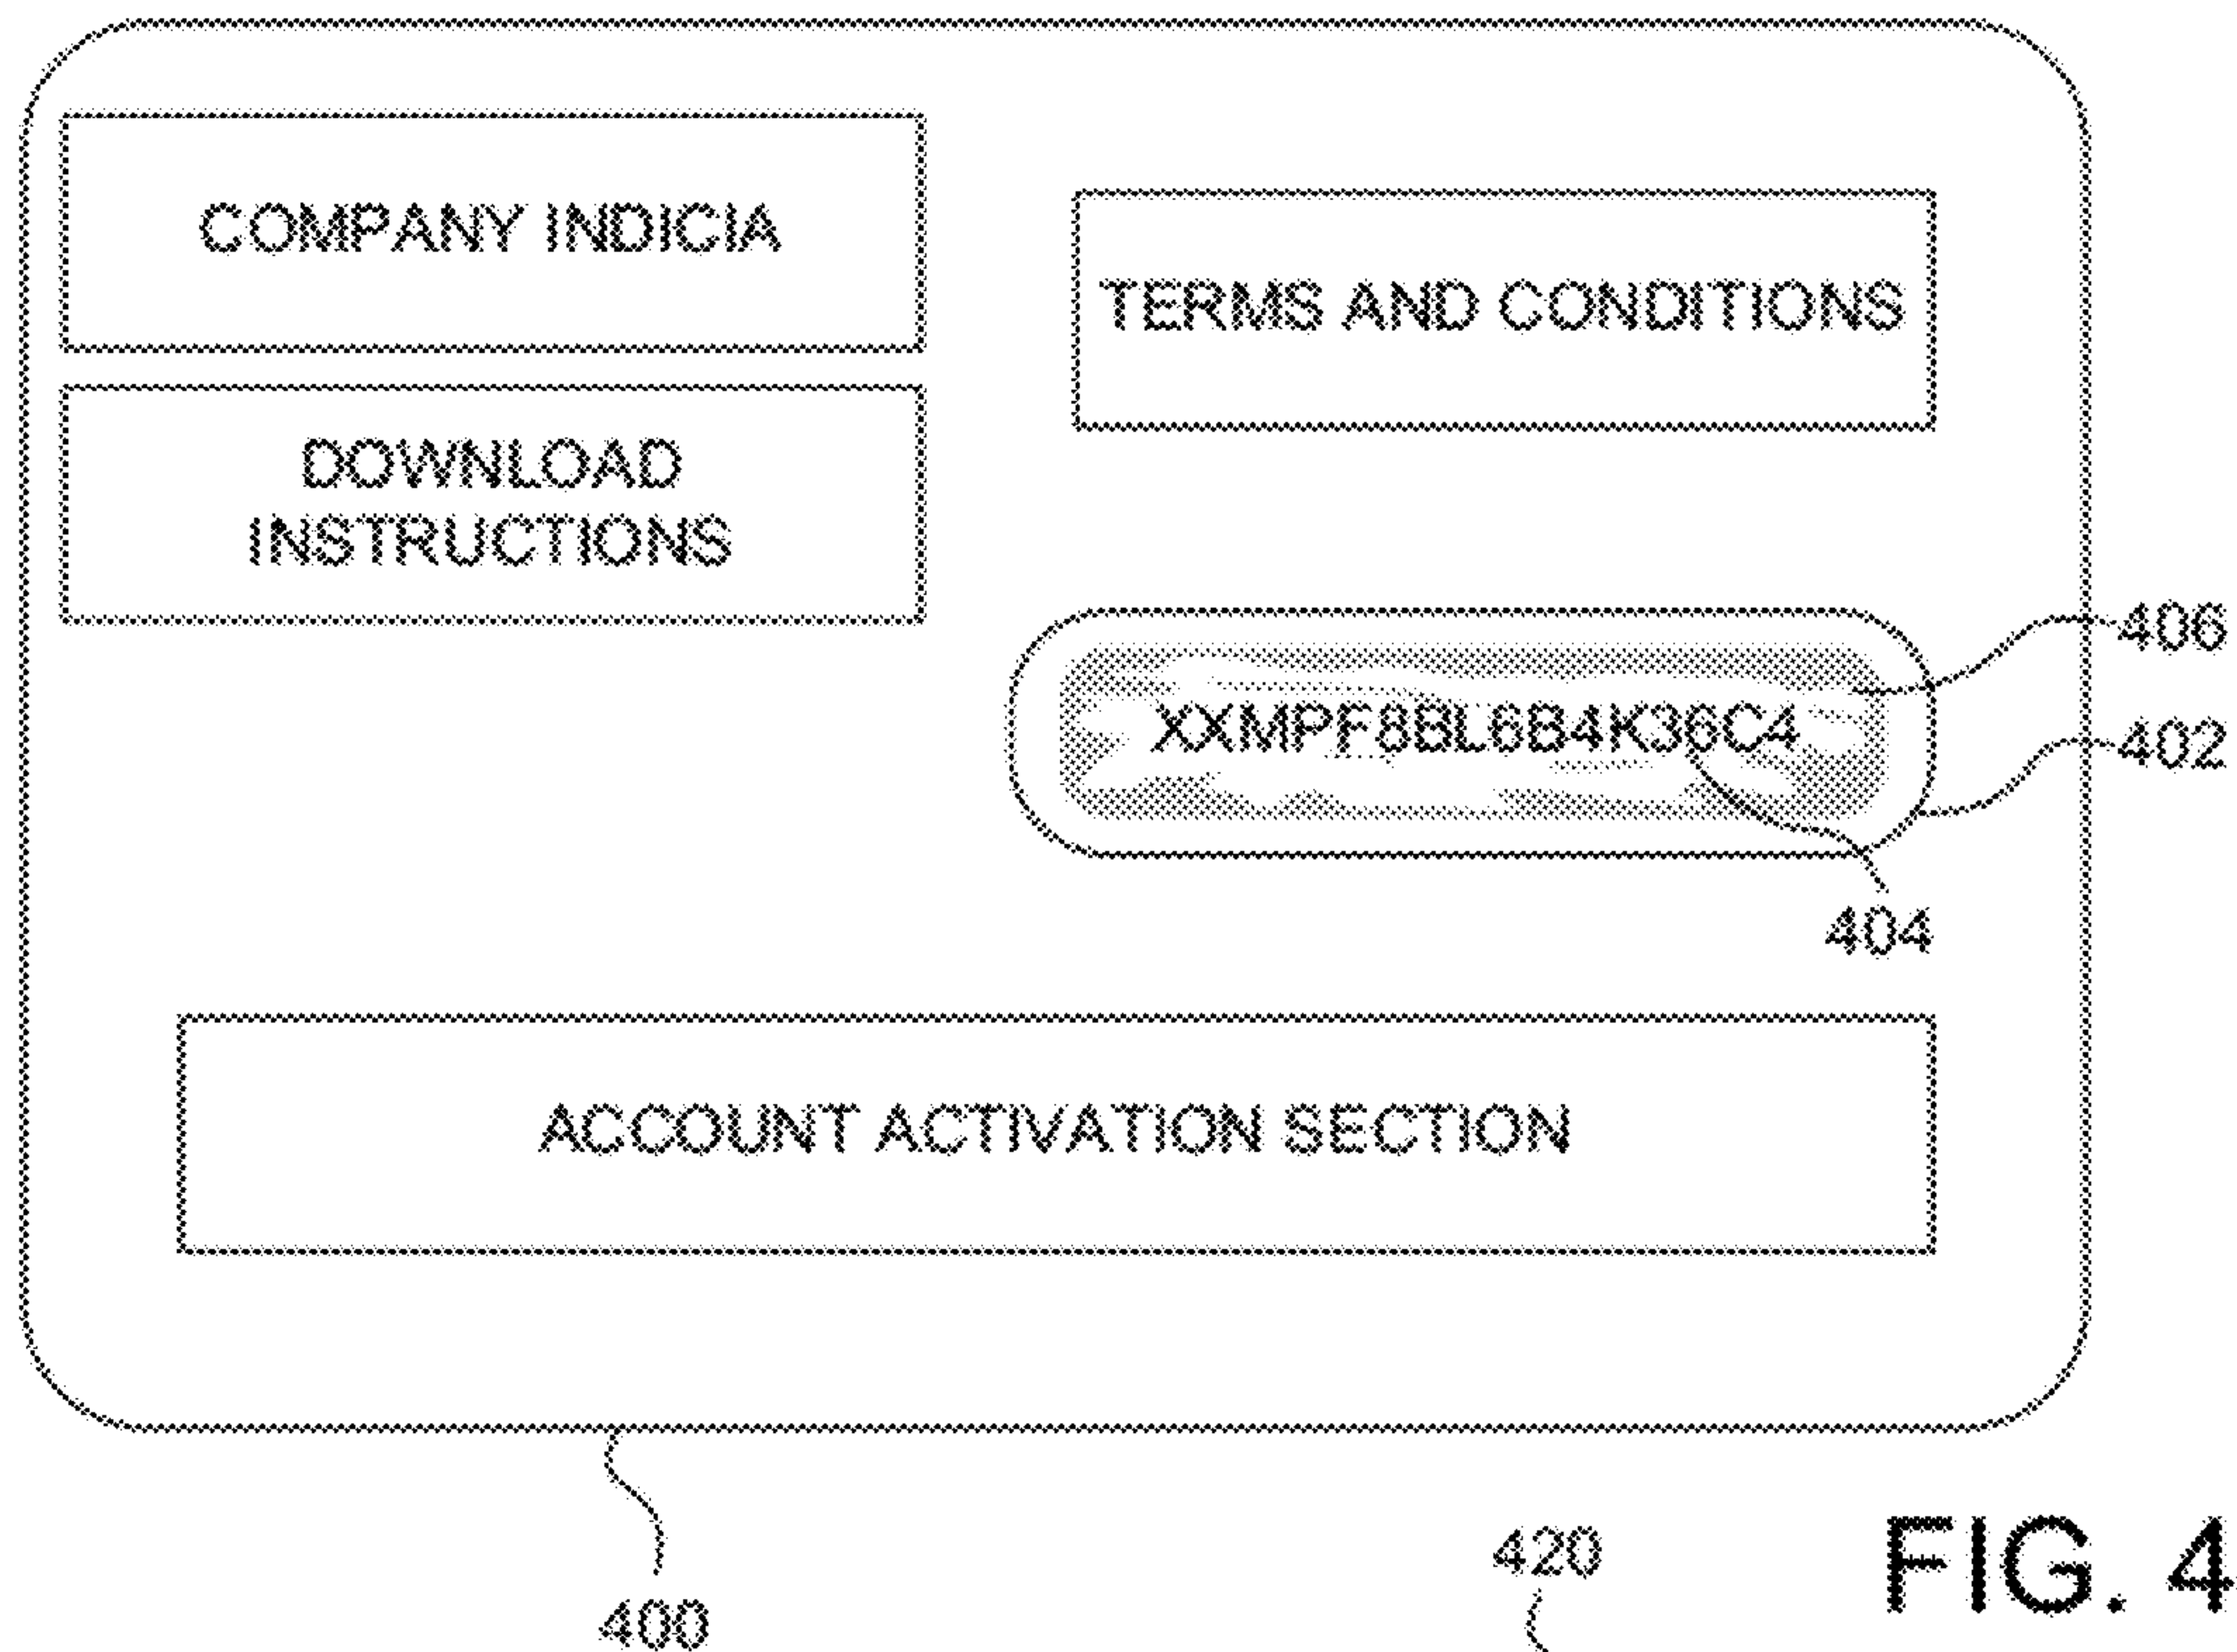 COMPANY INDICIA
TERMS AND CONDITIONS
DOWNLOAD
INSTRUCTIONS
406
XXMPF8BL6B4K36C4
402
404
ACCOUNT ACTIVATION SECTION
400
420
FIG. 4